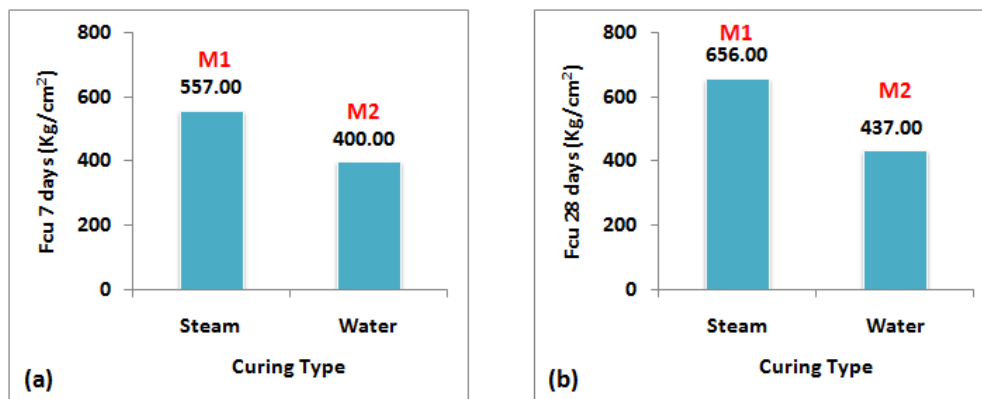 800
600
400
200
0
Fcu 7 days (Kg/cm²)
M1
557.00
M2
400.00
Steam Water
Curing Type
(a)
800
600
400
200
0
Fcu 28 days (Kg/cm²)
M1
656.00
M2
437.00
Steam Water
Curing Type
(b)